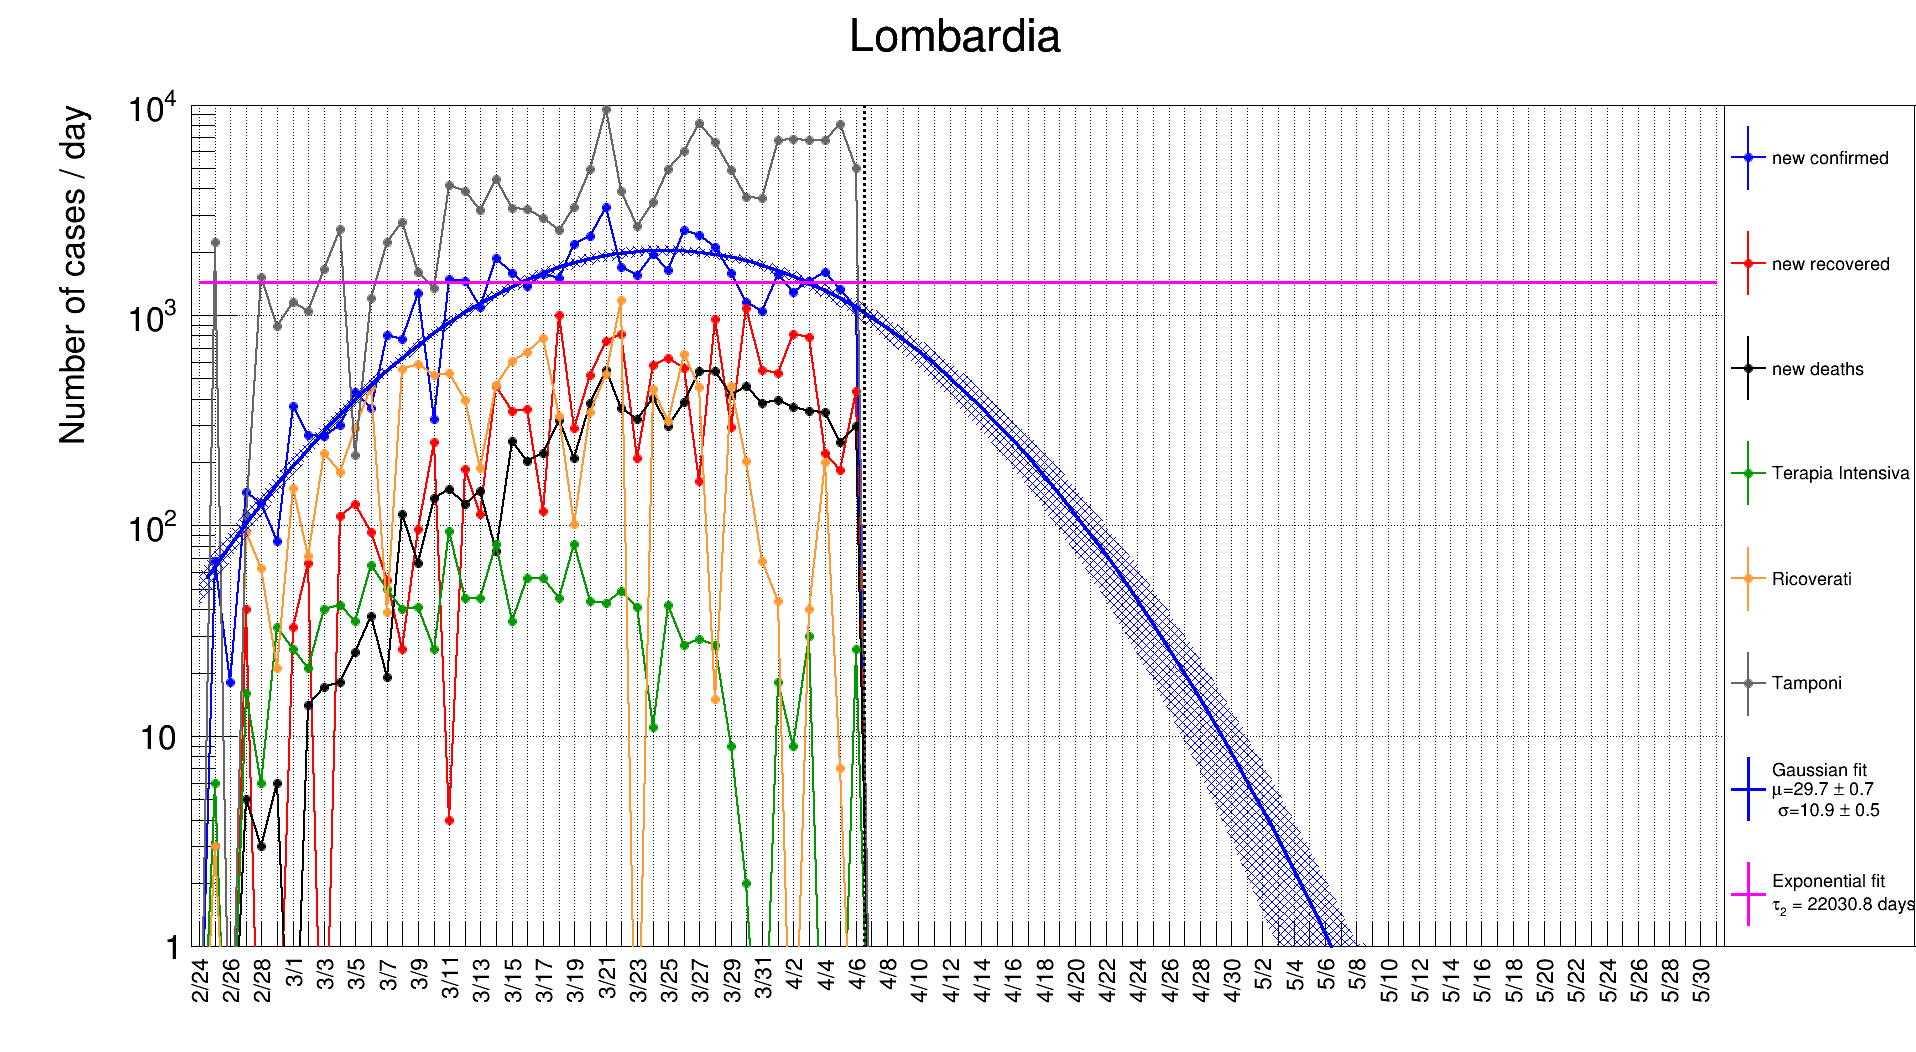 Lombardia
Number of cases / day
10⁴
10³
10²
10
1
2/24 2/26 2/28 3/1 3/3 3/5 3/7 3/9 3/11 3/13 3/15 3/17 3/19 3/21 3/23 3/25 3/27 3/29 3/31 4/2 4/4 4/6 4/8 4/10 4/12 4/14 4/16 4/18 4/20 4/22 4/24 4/26 4/28 4/30 5/2 5/4 5/6 5/8 5/10 5/12 5/14 5/16 5/18 5/20 5/22 5/24 5/26 5/28 5/30
new confirmed
new recovered
new deaths
Terapia Intensiva
Ricoverati
Tamponi
Gaussian fit
μ=29.7 ± 0.7
σ=10.9 ± 0.5
Exponential fit
τ₂ = 22030.8 days